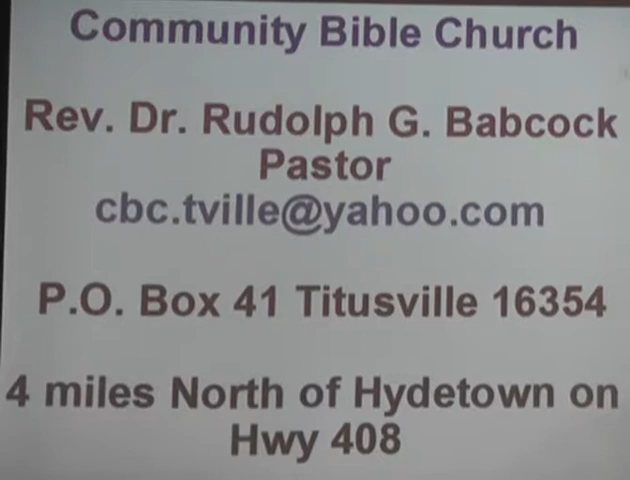 Community Bible Church
Rev. Dr. Rudolph G. Babcock
Pastor
cbc.tville@yahoo.com
P.O. Box 41 Titusville 16354
4 miles North of Hydetown on
Hwy 408